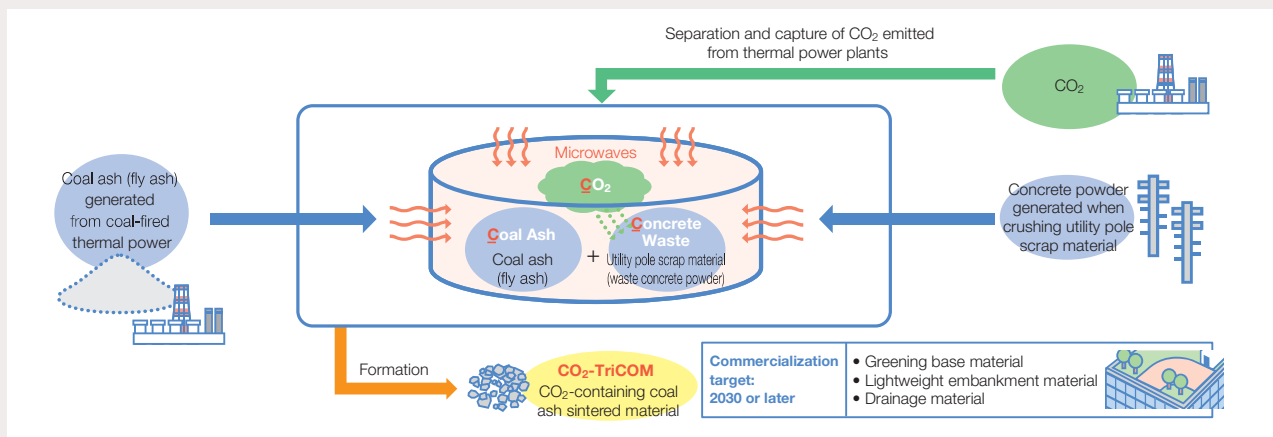 Separation and capture of CO₂ emitted
from thermal power plants
CO₂
Microwaves
CO₂
Coal ash (fly ash)
generated
from coal-fired
thermal power
Coal Ash
Coal ash
(fly ash)
+
Concrete
Waste
Utility pole scrap material
(waste concrete powder)
Concrete powder
generated when
crushing utility pole
scrap material
Formation
CO₂-TriCOM
CO₂-containing coal
ash sintered material
Commercialization
target:
2030 or later
• Greening base material
• Lightweight embankment material
• Drainage material